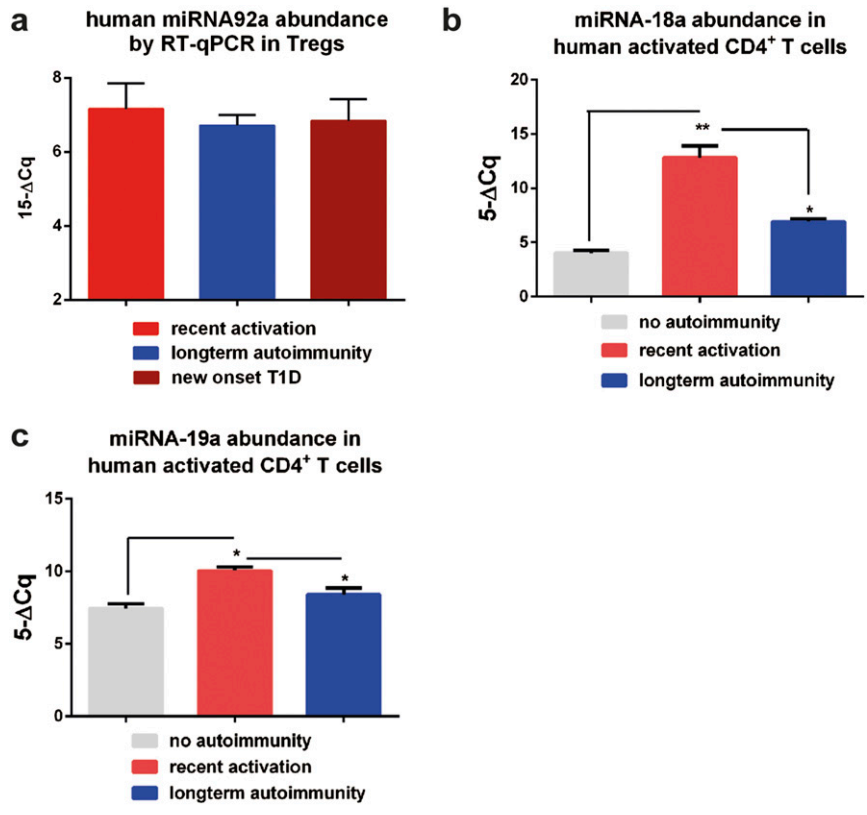 a
human miRNA92a abundance
by RT-qPCR in Tregs
8
6
4
2
15-ΔCq
recent activation
longterm autoimmunity
new onset T1D
b
miRNA-18a abundance in
human activated CD4⁺ T cells
20
15
10
5
0
5-ΔCq
**
*
no autoimmunity
recent activation
longterm autoimmunity
c
miRNA-19a abundance in
human activated CD4⁺ T cells
15
10
5
0
5-ΔCq
*
*
no autoimmunity
recent activation
longterm autoimmunity